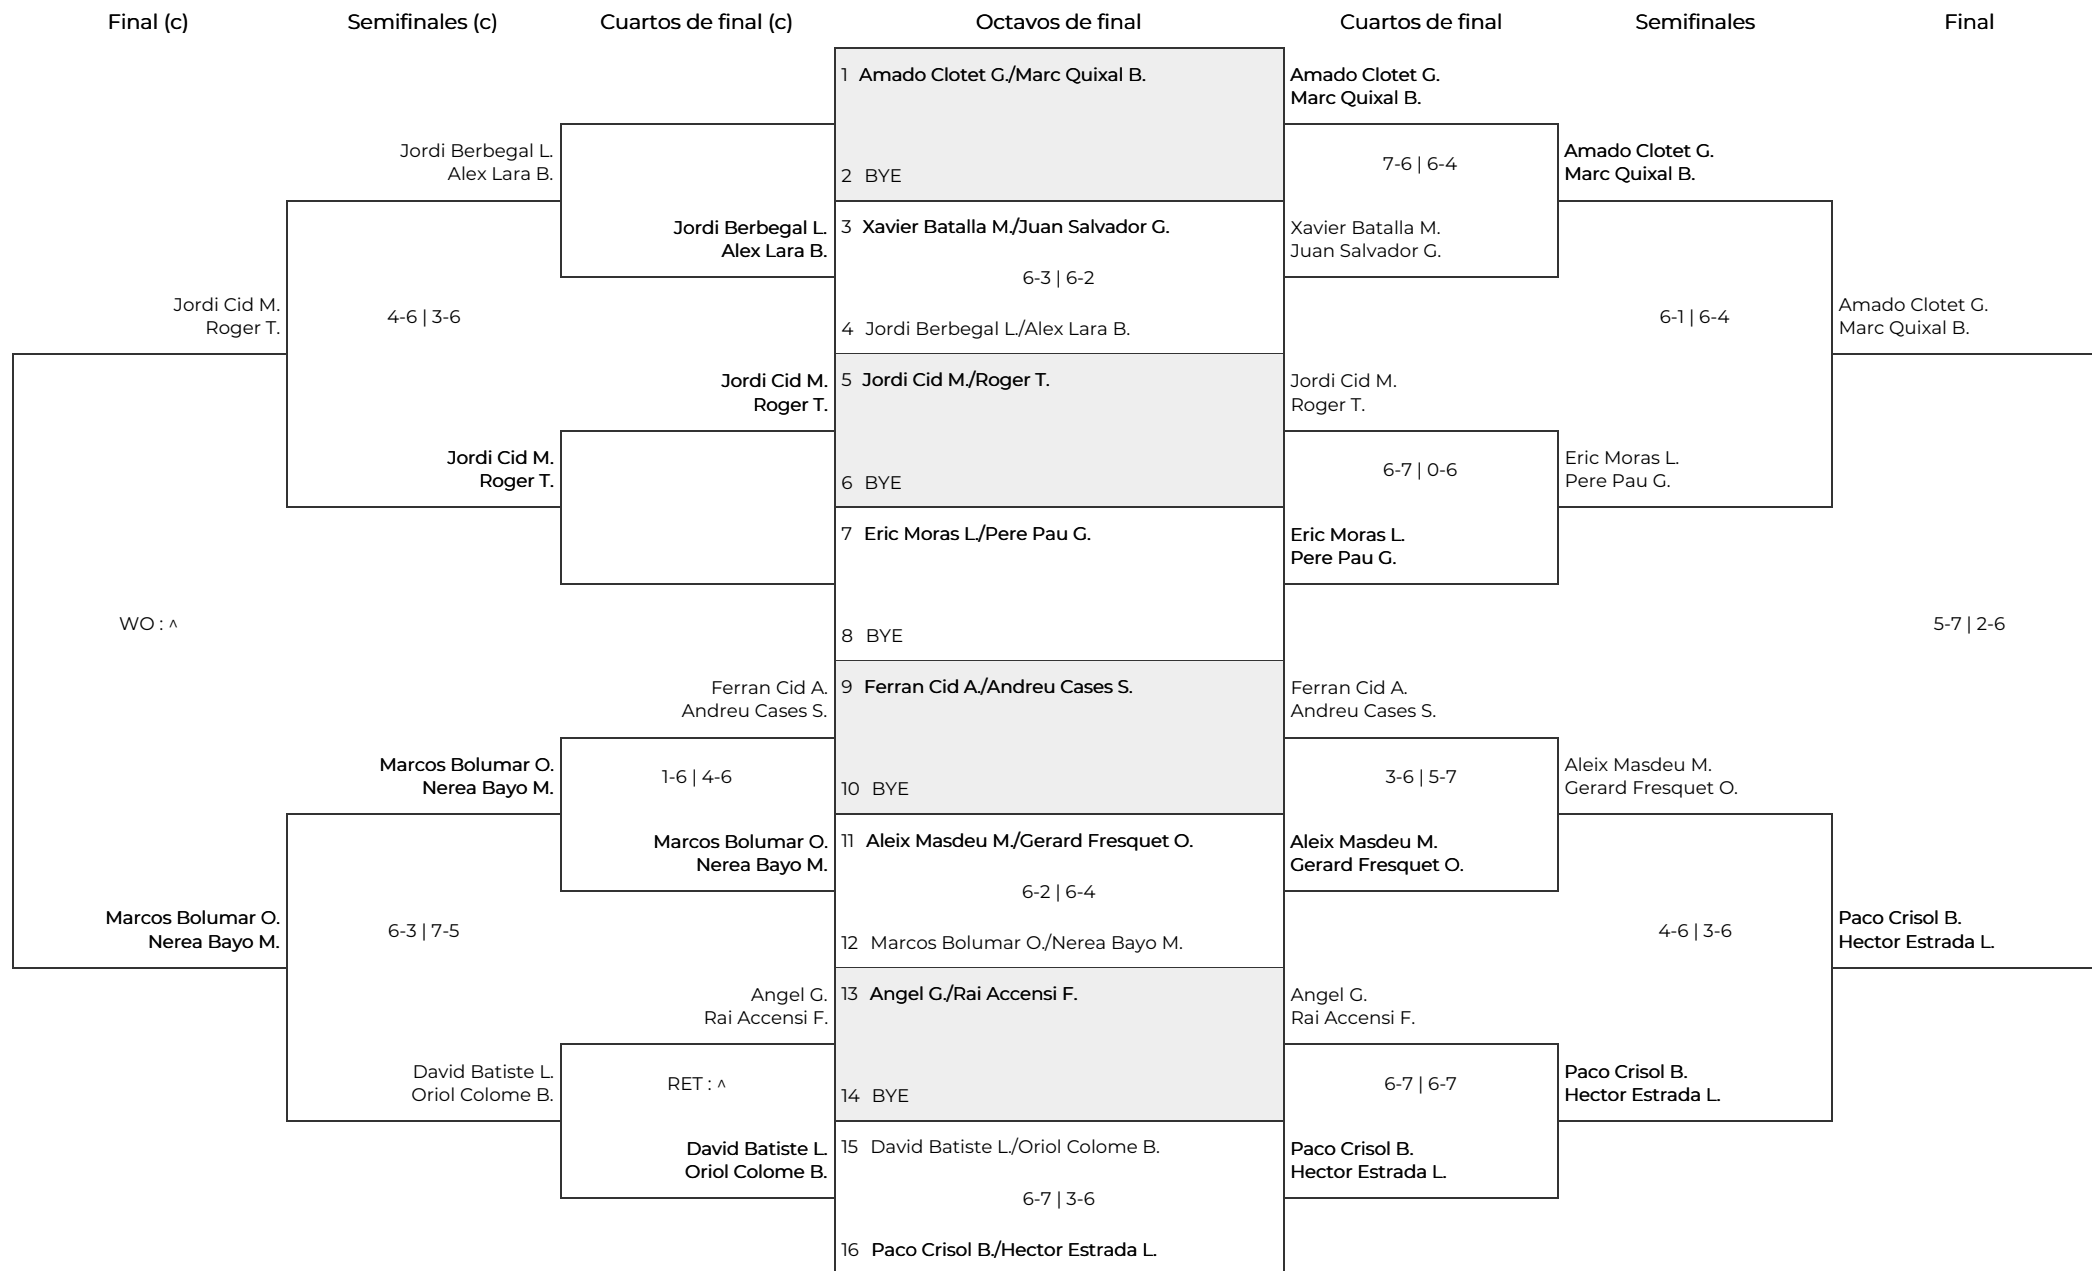 Final (c)
Semifinales (c)
Cuartos de final (c)
Octavos de final
Cuartos de final
Semifinales
Final
Jordi Cid M.
Roger T.
WO : ^
Marcos Bolumar O.
Nerea Bayo M.
Jordi Berbegal L.
Alex Lara B.
4-6 | 3-6
Jordi Cid M.
Roger T.
Marcos Bolumar O.
Nerea Bayo M.
6-3 | 7-5
David Batiste L.
Oriol Colome B.
Jordi Berbegal L.
Alex Lara B.
Jordi Cid M.
Roger T.
Ferran Cid A.
Andreu Cases S.
1-6 | 4-6
Marcos Bolumar O.
Nerea Bayo M.
Angel G.
Rai Accensi F.
RET : ^
David Batiste L.
Oriol Colome B.
1 Amado Clotet G./Marc Quixal B.
2 BYE
3 Xavier Batalla M./Juan Salvador G.
6-3 | 6-2
4 Jordi Berbegal L./Alex Lara B.
5 Jordi Cid M./Roger T.
6 BYE
7 Eric Moras L./Pere Pau G.
8 BYE
9 Ferran Cid A./Andreu Cases S.
10 BYE
11 Aleix Masdeu M./Gerard Fresquet O.
6-2 | 6-4
12 Marcos Bolumar O./Nerea Bayo M.
13 Angel G./Rai Accensi F.
14 BYE
15 David Batiste L./Oriol Colome B.
6-7 | 3-6
16 Paco Crisol B./Hector Estrada L.
Amado Clotet G.
Marc Quixal B.
7-6 | 6-4
Xavier Batalla M.
Juan Salvador G.
Jordi Cid M.
Roger T.
6-7 | 0-6
Eric Moras L.
Pere Pau G.
Ferran Cid A.
Andreu Cases S.
3-6 | 5-7
Aleix Masdeu M.
Gerard Fresquet O.
Angel G.
Rai Accensi F.
6-7 | 6-7
Paco Crisol B.
Hector Estrada L.
Amado Clotet G.
Marc Quixal B.
6-1 | 6-4
Eric Moras L.
Pere Pau G.
Aleix Masdeu M.
Gerard Fresquet O.
4-6 | 3-6
Paco Crisol B.
Hector Estrada L.
Amado Clotet G.
Marc Quixal B.
5-7 | 2-6
Paco Crisol B.
Hector Estrada L.